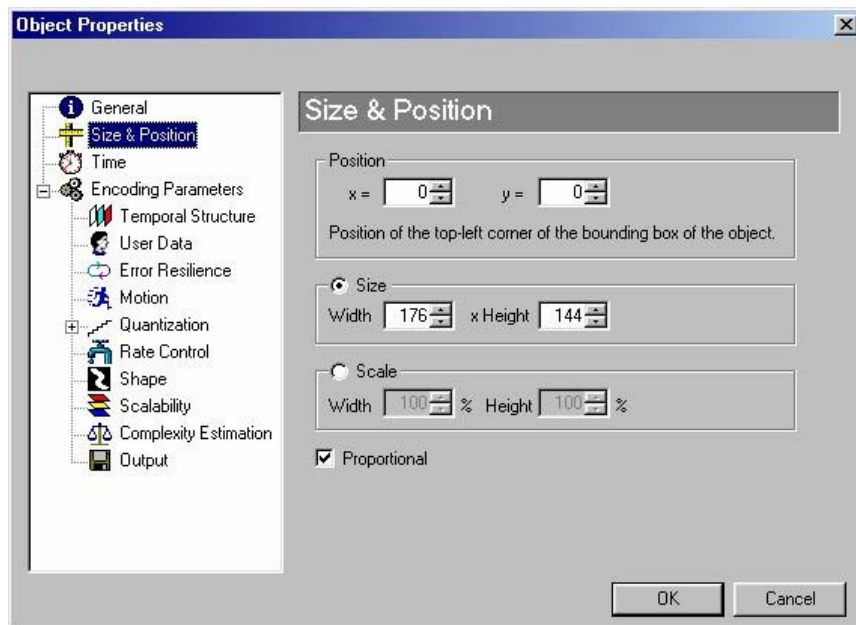 Object Properties
General
Size & Position
Time
Encoding Parameters
Temporal Structure
User Data
Error Resilience
Motion
Quantization
Rate Control
Shape
Scalability
Complexity Estimation
Output
Size & Position
Position
x = 0 y = 0
Position of the top-left corner of the bounding box of the object.
Size
Width 176 x Height 144
Scale
Width 100 % Height 100 %
Proportional
OK Cancel